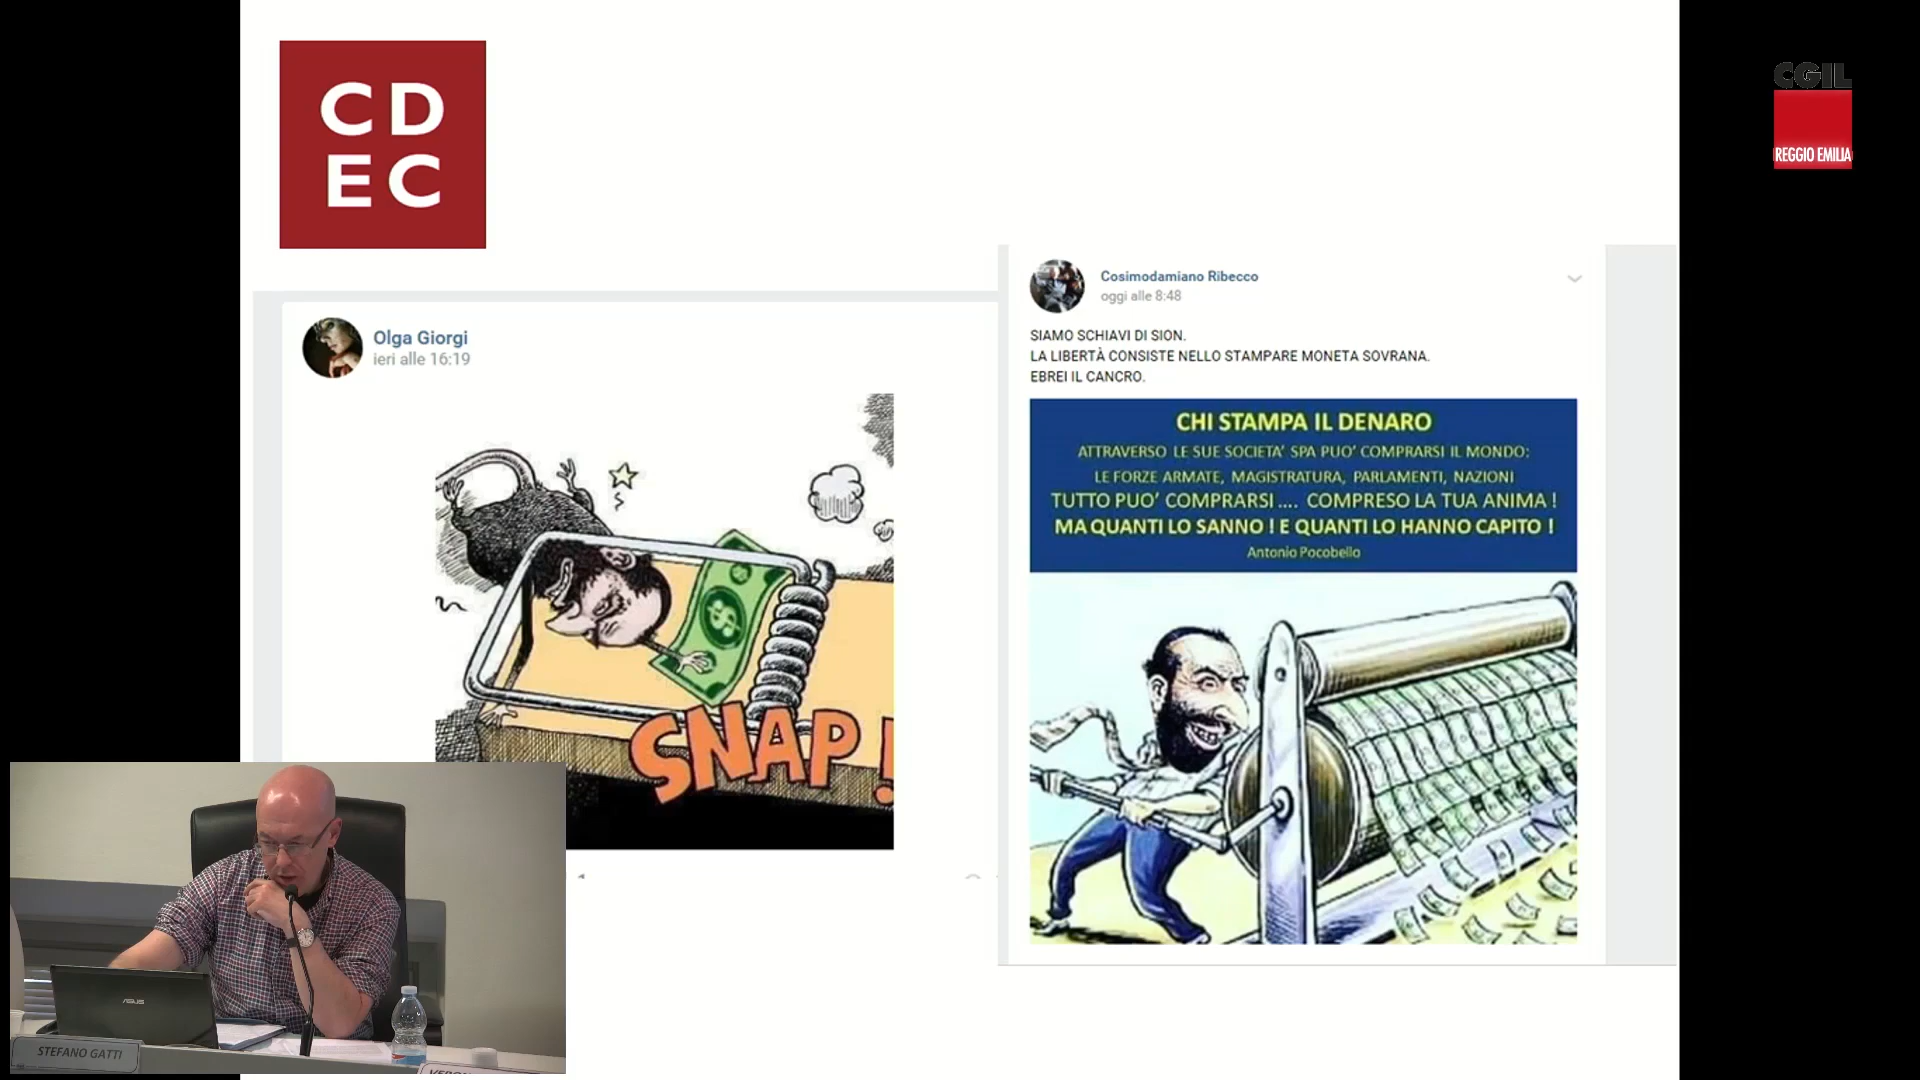 CD
EC
CGIL
REGGIO EMILIA
Olga Giorgi
ieri alle 16:19
SNAP!
Cosimodamiano Ribecco
oggi alle 8:48
SIAMO SCHIAVI DI SION.
LA LIBERTÀ CONSISTE NELLO STAMPARE MONETA SOVRANA.
EBREI IL CANCRO.
CHI STAMPA IL DENARO
ATTRAVERSO LE SUE SOCIETA' SPA PUO' COMPRARSI IL MONDO:
LE FORZE ARMATE, MAGISTRATURA, PARLAMENTI, NAZIONI
TUTTO PUO' COMPRARSI .... COMPRESO LA TUA ANIMA !
MA QUANTI LO SANNO ! E QUANTI LO HANNO CAPITO !
Antonio Pocobello
ASUS
STEFANO GATTI